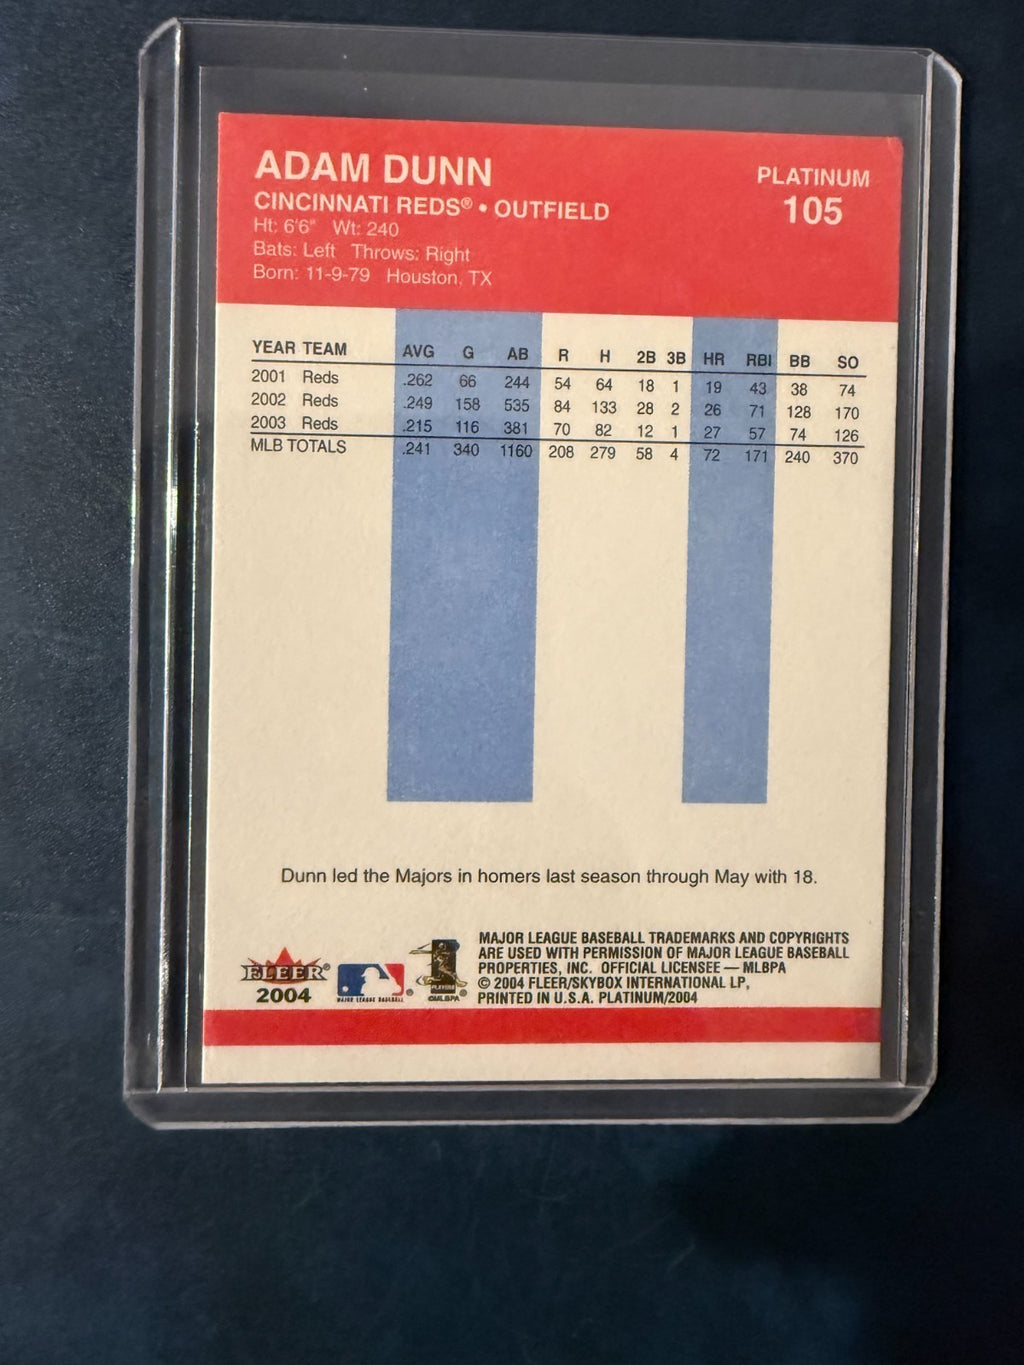 ADAM DUNN
PLATINUM
105
CINCINNATI REDS® • OUTFIELD
Ht: 6'6" Wt: 240
Bats: Left Throws: Right
Born: 11-9-79 Houston, TX
YEAR TEAM AVG G AB R H 2B 3B HR RBI BB SO
2001 Reds .262 66 244 54 64 18 1 19 43 38 74
2002 Reds .249 158 535 84 133 28 2 26 71 128 170
2003 Reds .215 116 381 70 82 12 1 27 57 74 126
MLB TOTALS .241 340 1160 208 279 58 4 72 171 240 370
Dunn led the Majors in homers last season through May with 18.
FLEER®
2004
MAJOR LEAGUE BASEBALL®
PLAYERS
©MLBPA
MAJOR LEAGUE BASEBALL TRADEMARKS AND COPYRIGHTS
ARE USED WITH PERMISSION OF MAJOR LEAGUE BASEBALL
PROPERTIES, INC. OFFICIAL LICENSEE — MLBPA
© 2004 FLEER/SKYBOX INTERNATIONAL LP,
PRINTED IN U.S.A. PLATINUM/2004